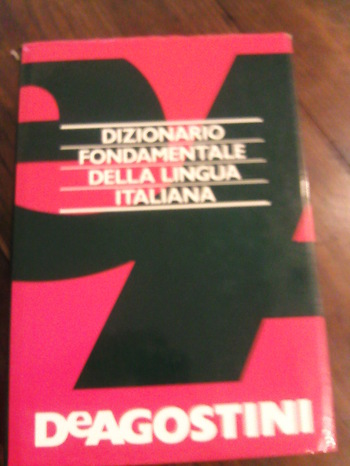 DIZIONARIO
FONDAMENTALE
DELLA LINGUA
ITALIANA
DeAGOSTINI